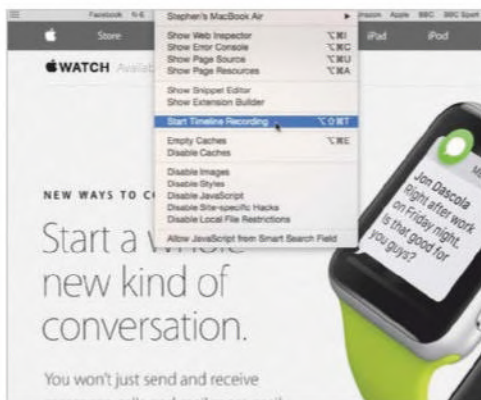 Facebook
Stephen's MacBook Air
Apple BBC BBC Sport
Store
iPad iPod
WATCH
Show Web Inspector ⌥⌘I
Show Error Console ⌥⌘C
Show Page Source ⌥⌘U
Show Page Resources ⌥⌘A
Show Snippet Editor
Show Extension Builder
Start Timeline Recording ⌥⇧⌘T
Empty Caches ⌥⌘E
Disable Caches
Disable Images
Disable Styles
Disable JavaScript
Disable Site-specific Hacks
Disable Local File Restrictions
Allow JavaScript from Smart Search Field
NEW WAYS TO
Start a
new kind of
conversation.
You won't just send and receive
Jon Dascola
Right after work
on Friday night.
Is that good for
you guys?